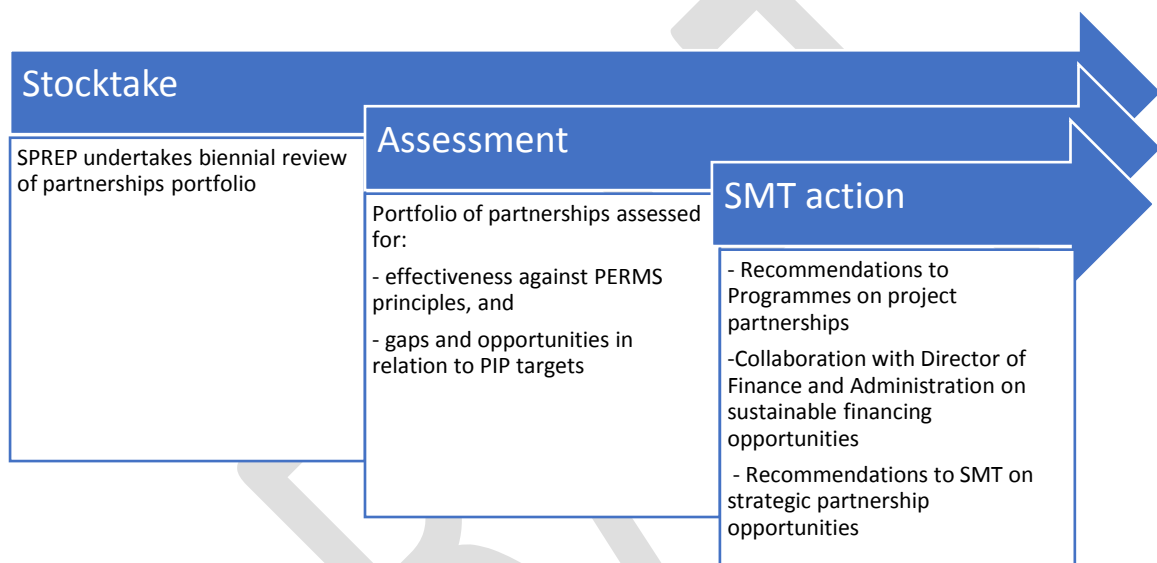 Stocktake
SPREP undertakes biennial review
of partnerships portfolio
Assessment
Portfolio of partnerships assessed
for:
- effectiveness against PERMS
principles, and
- gaps and opportunities in
relation to PIP targets
SMT action
- Recommendations to
Programmes on project
partnerships
-Collaboration with Director of
Finance and Administration on
sustainable financing
opportunities
- Recommendations to SMT on
strategic partnership
opportunities